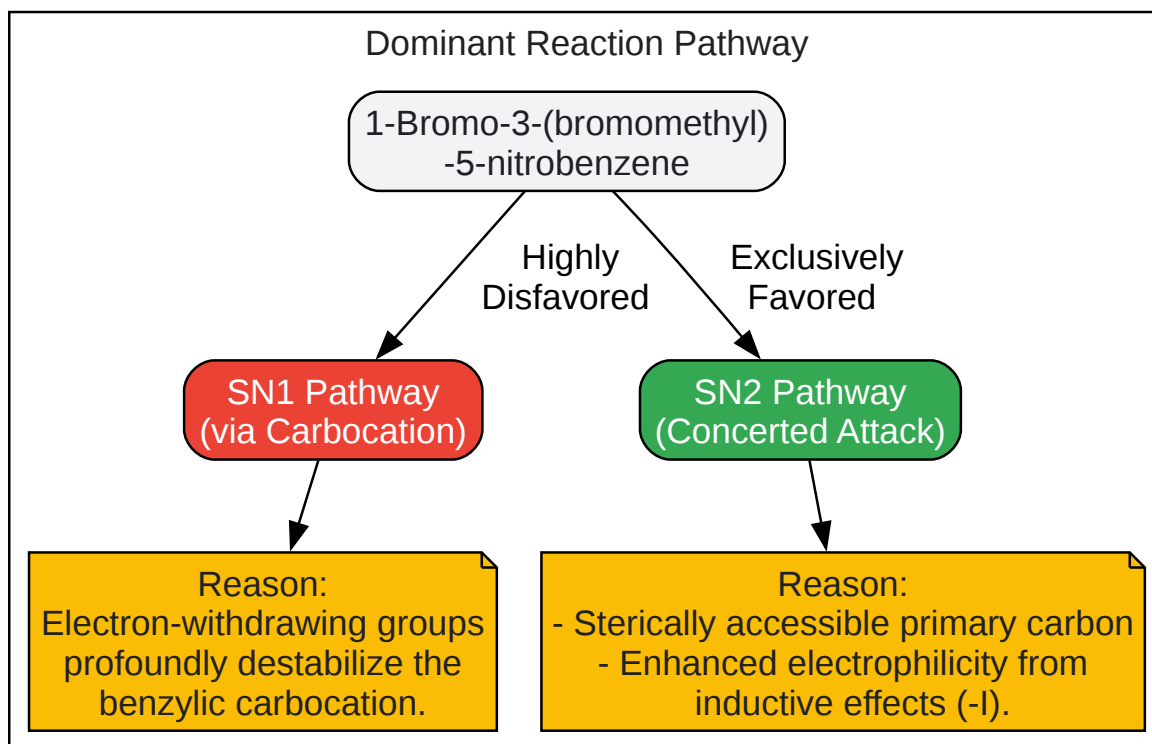 Dominant Reaction Pathway
1-Bromo-3-(bromomethyl)
-5-nitrobenzene
Highly
Disfavored
Exclusively
Favored
SN1 Pathway
(via Carbocation)
SN2 Pathway
(Concerted Attack)
Reason:
Electron-withdrawing groups
profoundly destabilize the
benzylic carbocation.
Reason:
- Sterically accessible primary carbon
- Enhanced electrophilicity from
inductive effects (-I).